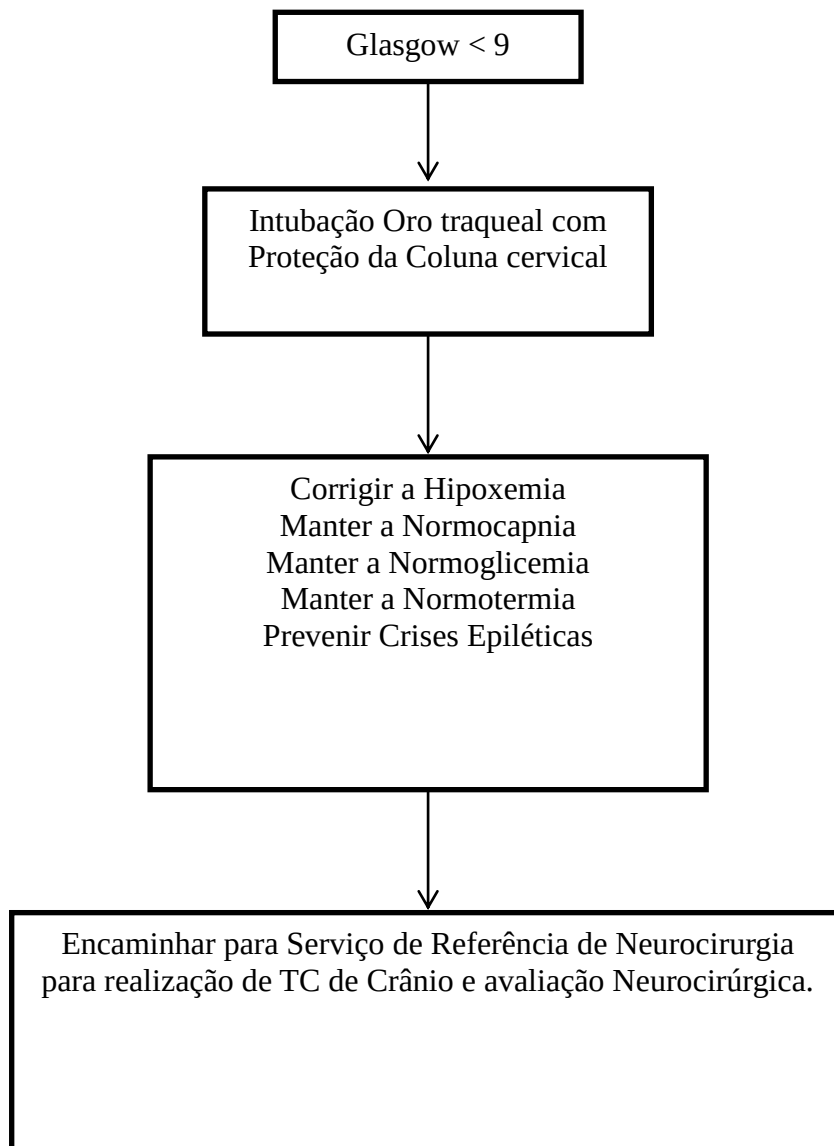 Glasgow < 9
Intubação Oro traqueal com
Proteção da Coluna cervical
Corrigir a Hipoxemia
Manter a Normocapnia
Manter a Normoglicemia
Manter a Normotermia
Prevenir Crises Epiléticas
Encaminhar para Serviço de Referência de Neurocirurgia
para realização de TC de Crânio e avaliação Neurocirúrgica.